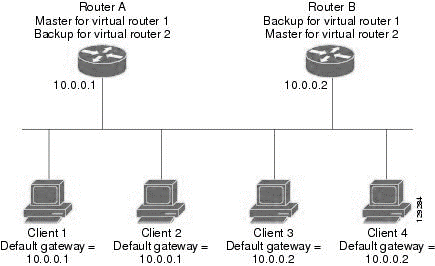 Router A
Master for virtual router 1
Backup for virtual router 2
Router B
Backup for virtual router 1
Master for virtual router 2
10.0.0.1
10.0.0.2
Client 1
Default gateway =
10.0.0.1
Client 2
Default gateway =
10.0.0.1
Client 3
Default gateway =
10.0.0.2
Client 4
Default gateway =
10.0.0.2
129284